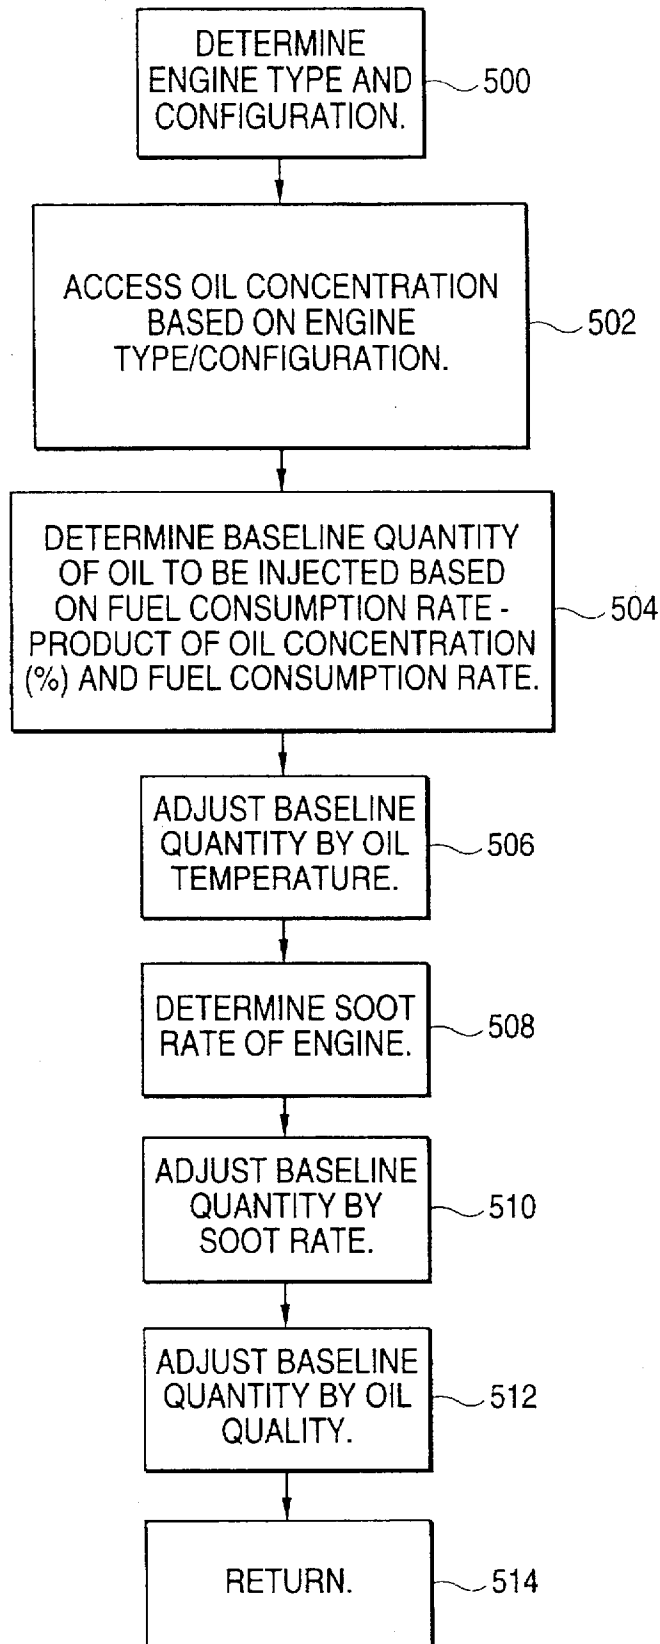 DETERMINE
ENGINE TYPE AND
CONFIGURATION.
500
ACCESS OIL CONCENTRATION
BASED ON ENGINE
TYPE/CONFIGURATION.
502
DETERMINE BASELINE QUANTITY
OF OIL TO BE INJECTED BASED
ON FUEL CONSUMPTION RATE -
PRODUCT OF OIL CONCENTRATION
(%) AND FUEL CONSUMPTION RATE.
504
ADJUST BASELINE
QUANTITY BY OIL
TEMPERATURE.
506
DETERMINE SOOT
RATE OF ENGINE.
508
ADJUST BASELINE
QUANTITY BY
SOOT RATE.
510
ADJUST BASELINE
QUANTITY BY OIL
QUALITY.
512
RETURN.
514